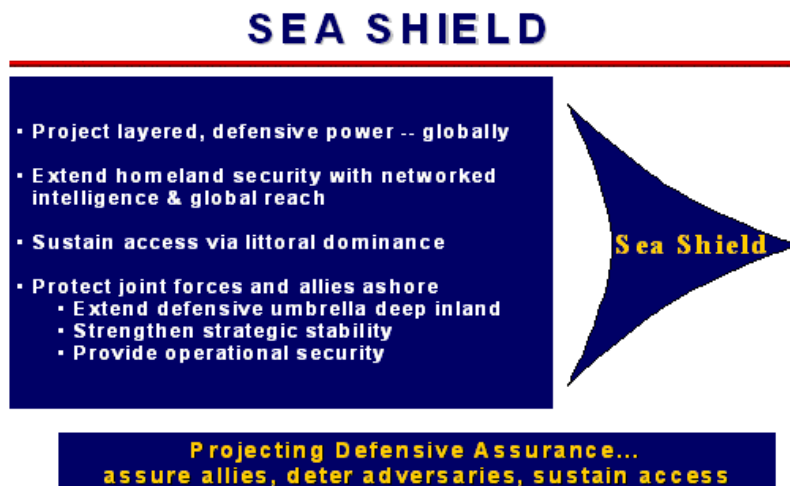 SEA SHIELD
▪ Project layered, defensive power -- globally
▪ Extend homeland security with networked
intelligence & global reach
▪ Sustain access via littoral dominance
▪ Protect joint forces and allies ashore
▪ Extend defensive umbrella deep inland
▪ Strengthen strategic stability
▪ Provide operational security
Sea Shield
Projecting Defensive Assurance...
assure allies, deter adversaries, sustain access